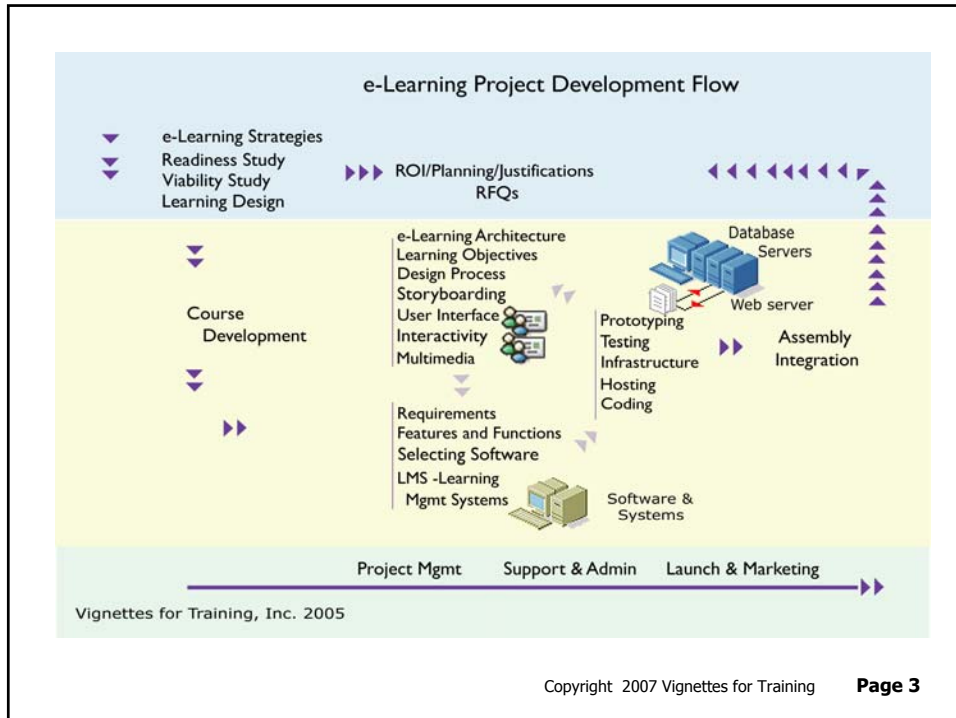 e-Learning Project Development Flow
e-Learning Strategies
Readiness Study
Viability Study
Learning Design
ROI/Planning/Justifications
RFQs
Course
Development
e-Learning Architecture
Learning Objectives
Design Process
Storyboarding
User Interface
Interactivity
Multimedia
Requirements
Features and Functions
Selecting Software
LMS -Learning
Mgmt Systems
Software &
Systems
Prototyping
Testing
Infrastructure
Hosting
Coding
Database
Servers
Web server
Assembly
Integration
Project Mgmt
Support & Admin
Launch & Marketing
Vignettes for Training, Inc. 2005
Copyright 2007 Vignettes for Training
Page 3